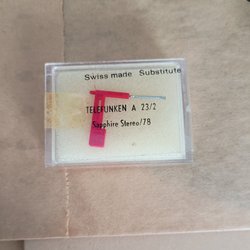 Swiss made Substitute
TELEFUNKEN A 23/2
Sapphire Stereo/78